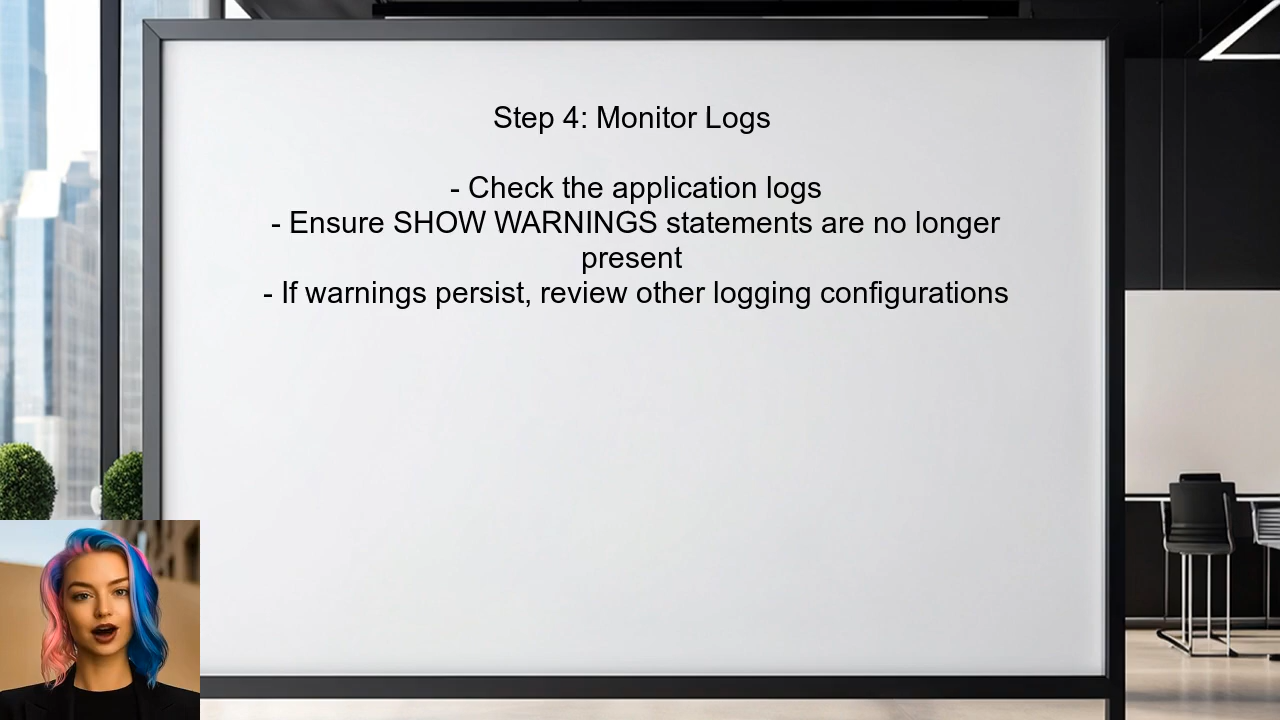 Step 4: Monitor Logs
- Check the application logs
- Ensure SHOW WARNINGS statements are no longer
present
- If warnings persist, review other logging configurations